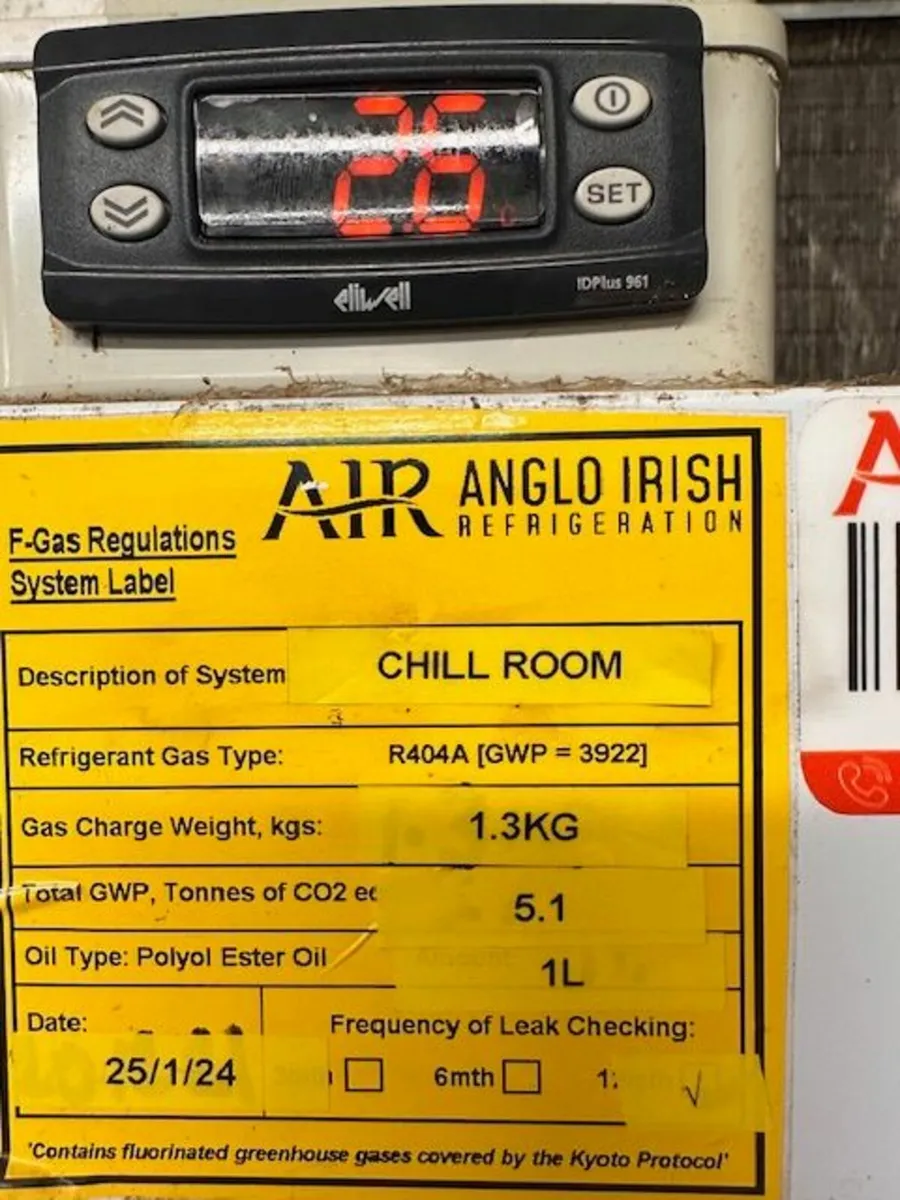 2.6 °C
SET
eliwell
IDPlus 961
AIR ANGLO IRISH
REFRIGERATION
F-Gas Regulations
System Label
Description of System CHILL ROOM
Refrigerant Gas Type: R404A [GWP = 3922]
Gas Charge Weight, kgs: 1.3KG
Total GWP, Tonnes of CO2 5.1
Oil Type: Polyol Ester Oil 1L
Date: Frequency of Leak Checking:
25/1/24 6mth √
'Contains fluorinated greenhouse gases covered by the Kyoto Protocol'
A